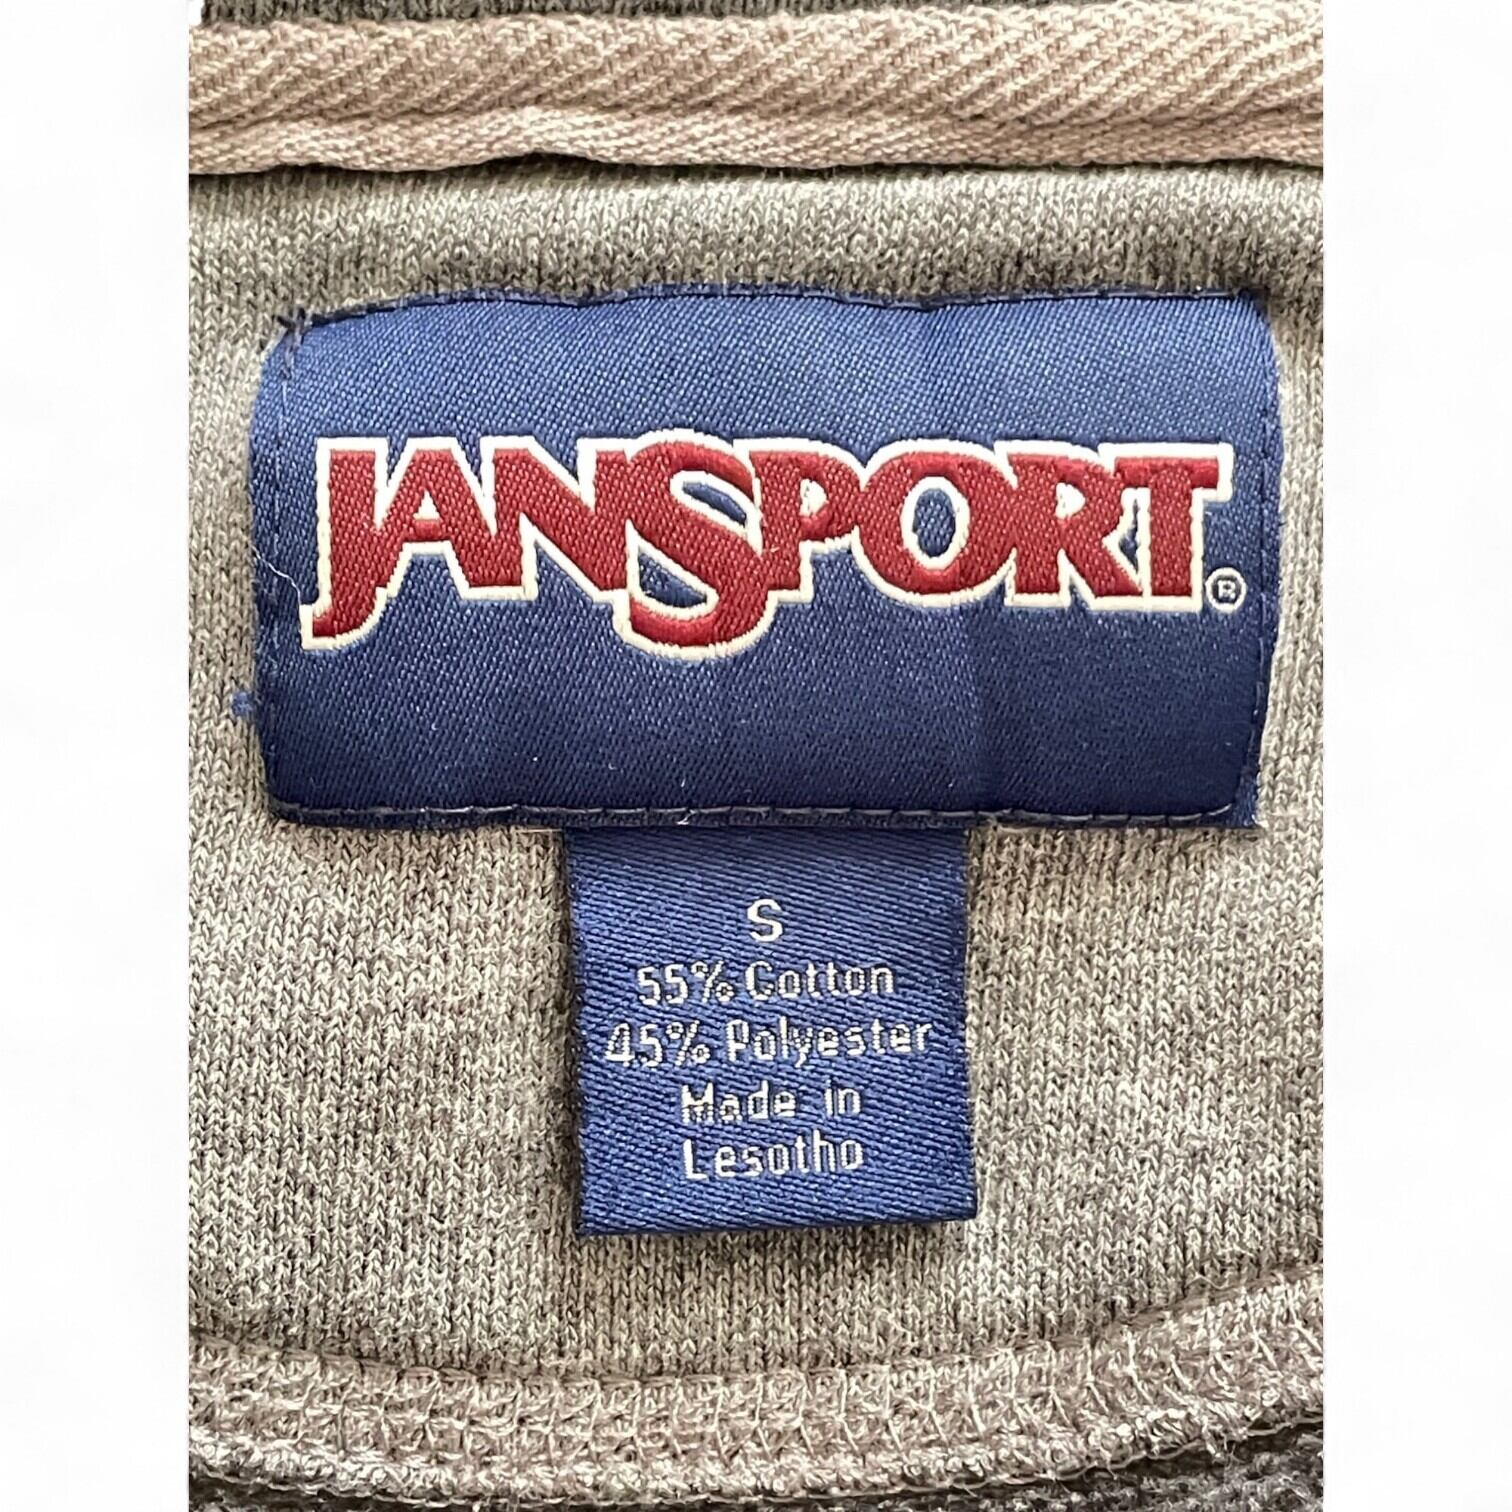 JANSPORT®
S
55% Cotton
45% Polyester
Made in
Lesotho